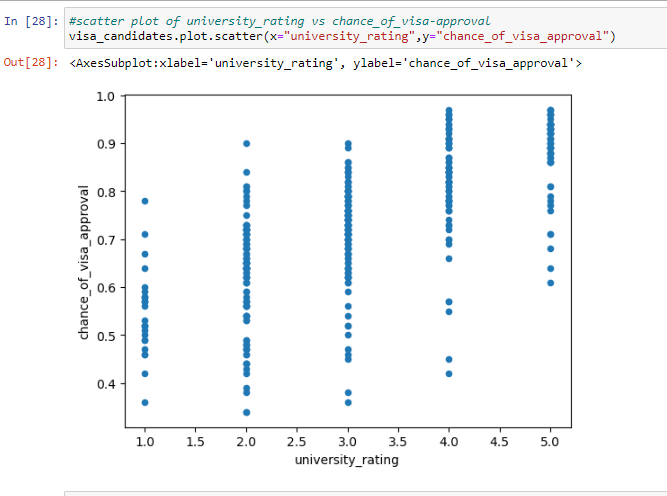 In [28]: #scatter plot of university_rating vs chance_of_visa-approval
visa_candidates.plot.scatter(x="university_rating",y="chance_of_visa_approval")
Out[28]: <AxesSubplot:xlabel='university_rating', ylabel='chance_of_visa_approval'>
1.0
0.9
0.8
0.7
0.6
0.5
0.4
chance_of_visa_approval
1.0 1.5 2.0 2.5 3.0 3.5 4.0 4.5 5.0
university_rating